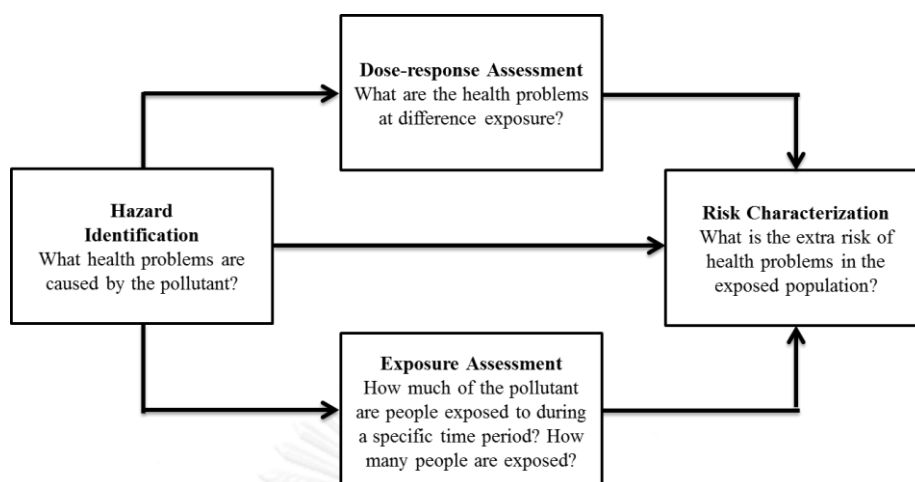 Dose-response Assessment
What are the health problems
at difference exposure?
Hazard
Identification
What health problems are
caused by the pollutant?
Risk Characterization
What is the extra risk of
health problems in the
exposed population?
Exposure Assessment
How much of the pollutant
are people exposed to during
a specific time period? How
many people are exposed?